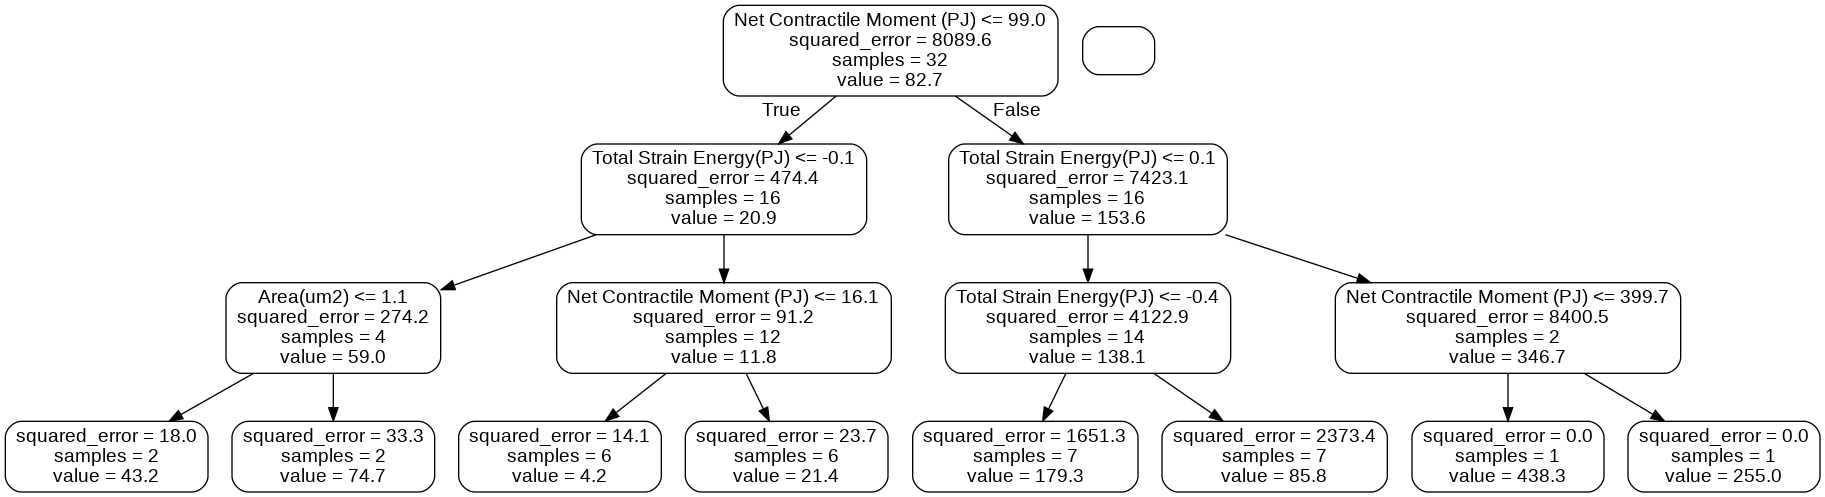 Net Contractile Moment (PJ) <= 99.0
squared_error = 8089.6
samples = 32
value = 82.7
True
False
Total Strain Energy(PJ) <= -0.1
squared_error = 474.4
samples = 16
value = 20.9
Total Strain Energy(PJ) <= 0.1
squared_error = 7423.1
samples = 16
value = 153.6
Area(um2) <= 1.1
squared_error = 274.2
samples = 4
value = 59.0
Net Contractile Moment (PJ) <= 16.1
squared_error = 91.2
samples = 12
value = 11.8
Total Strain Energy(PJ) <= -0.4
squared_error = 4122.9
samples = 14
value = 138.1
Net Contractile Moment (PJ) <= 399.7
squared_error = 8400.5
samples = 2
value = 346.7
squared_error = 18.0
samples = 2
value = 43.2
squared_error = 33.3
samples = 2
value = 74.7
squared_error = 14.1
samples = 6
value = 4.2
squared_error = 23.7
samples = 6
value = 21.4
squared_error = 1651.3
samples = 7
value = 179.3
squared_error = 2373.4
samples = 7
value = 85.8
squared_error = 0.0
samples = 1
value = 438.3
squared_error = 0.0
samples = 1
value = 255.0